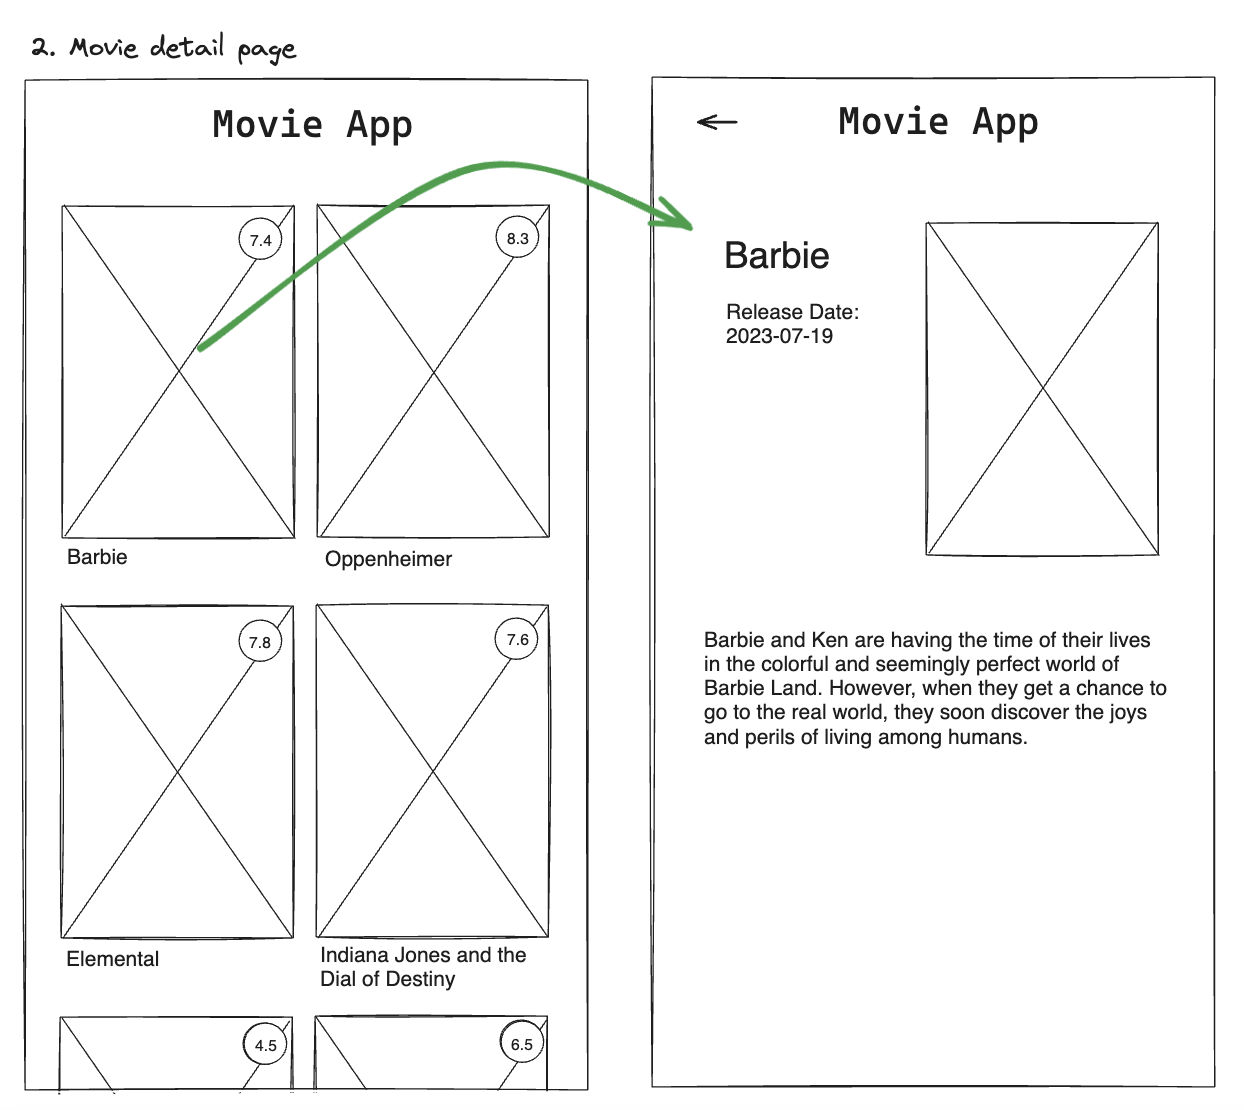 2. Movie detail page
Movie App
7.4
8.3
Barbie
Oppenheimer
7.8
7.6
Elemental
Indiana Jones and the
Dial of Destiny
4.5
6.5
Movie App
Barbie
Release Date:
2023-07-19
Barbie and Ken are having the time of their lives
in the colorful and seemingly perfect world of
Barbie Land. However, when they get a chance to
go to the real world, they soon discover the joys
and perils of living among humans.